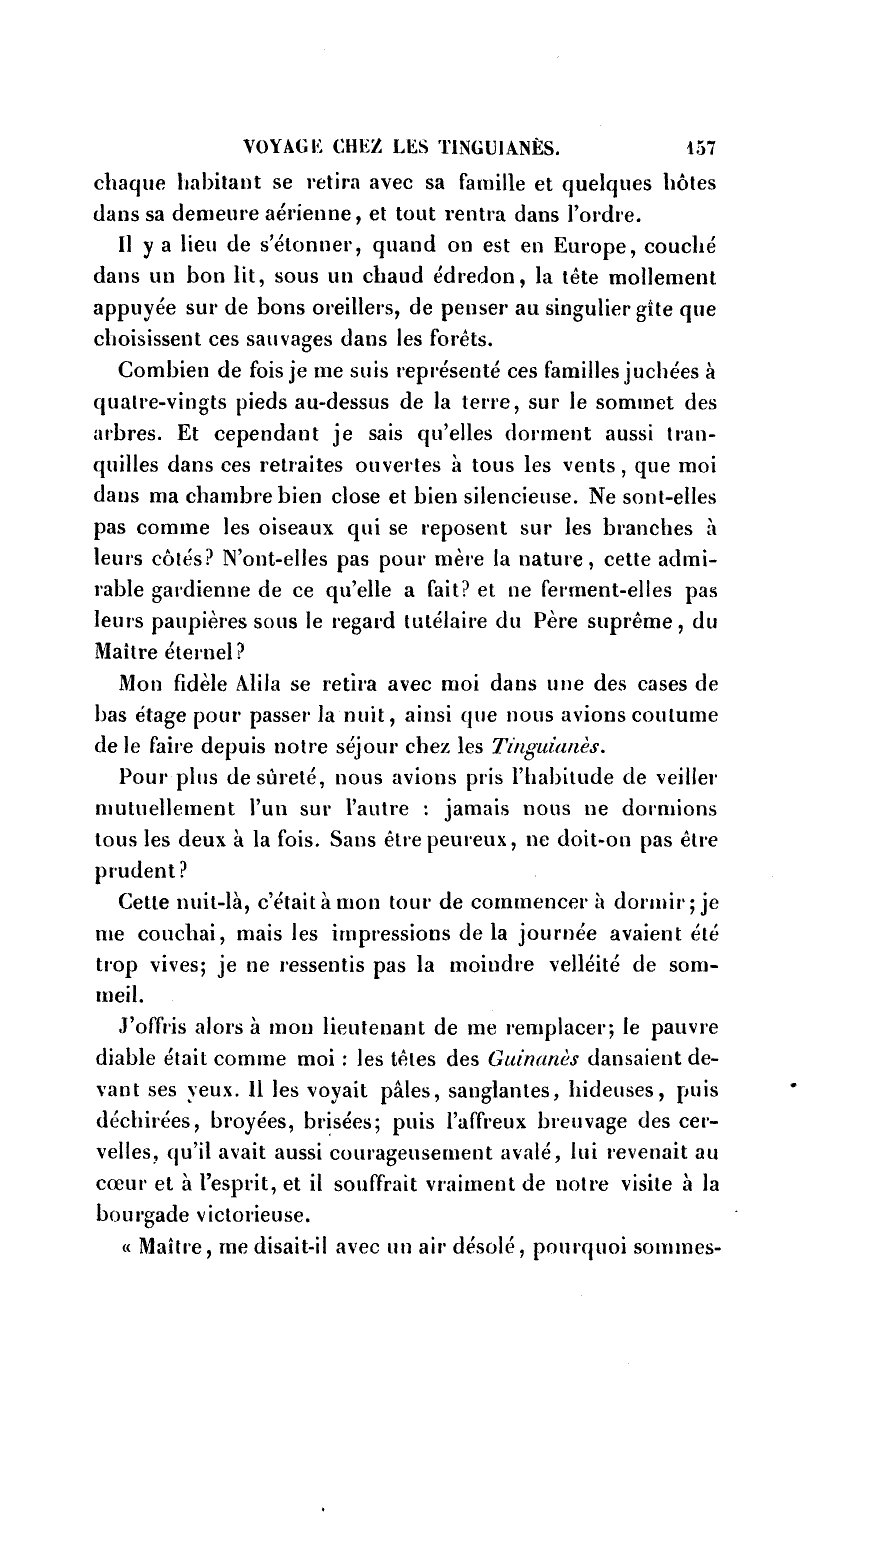 VOYAGE CHEZ LES TINGUIANÈS. 157
chaque habitant se retira avec sa famille et quelques hôtes
dans sa demeure aérienne, et tout rentra dans l'ordre.
Il y a lieu de s'étonner, quand on est en Europe, couché
dans un bon lit, sous un chaud édredon, la tête mollement
appuyée sur de bons oreillers, de penser au singulier gîte que
choisissent ces sauvages dans les forêts.
Combien de fois je me suis représenté ces familles juchées à
quatre-vingts pieds au-dessus de la terre, sur le sommet des
arbres. Et cependant je sais qu'elles dorment aussi tran-
quilles dans ces retraites ouvertes à tous les vents, que moi
dans ma chambre bien close et bien silencieuse. Ne sont-elles
pas comme les oiseaux qui se reposent sur les branches à
leurs côtés? N'ont-elles pas pour mère la nature, cette admi-
rable gardienne de ce qu'elle a fait? et ne ferment-elles pas
leurs paupières sous le regard tutélaire du Père suprême, du
Maître éternel?
Mon fidèle Alila se retira avec moi dans une des cases de
bas étage pour passer la nuit, ainsi que nous avions coutume
de le faire depuis notre séjour chez les Tinguianès.
Pour plus de sûreté, nous avions pris l'habitude de veiller
mutuellement l'un sur l'autre : jamais nous ne dormions
tous les deux à la fois. Sans être peureux, ne doit-on pas être
prudent?
Cette nuit-là, c'était à mon tour de commencer à dormir; je
me couchai, mais les impressions de la journée avaient été
trop vives; je ne ressentis pas la moindre velléité de som-
meil.
J'offris alors à mon lieutenant de me remplacer; le pauvre
diable était comme moi : les têtes des Guinanès dansaient de-
vant ses yeux. Il les voyait pâles, sanglantes, hideuses, puis
déchirées, broyées, brisées; puis l'affreux breuvage des cer-
velles, qu'il avait aussi courageusement avalé, lui revenait au
cœur et à l'esprit, et il souffrait vraiment de notre visite à la
bourgade victorieuse.
« Maître, me disait-il avec un air désolé, pourquoi sommes-